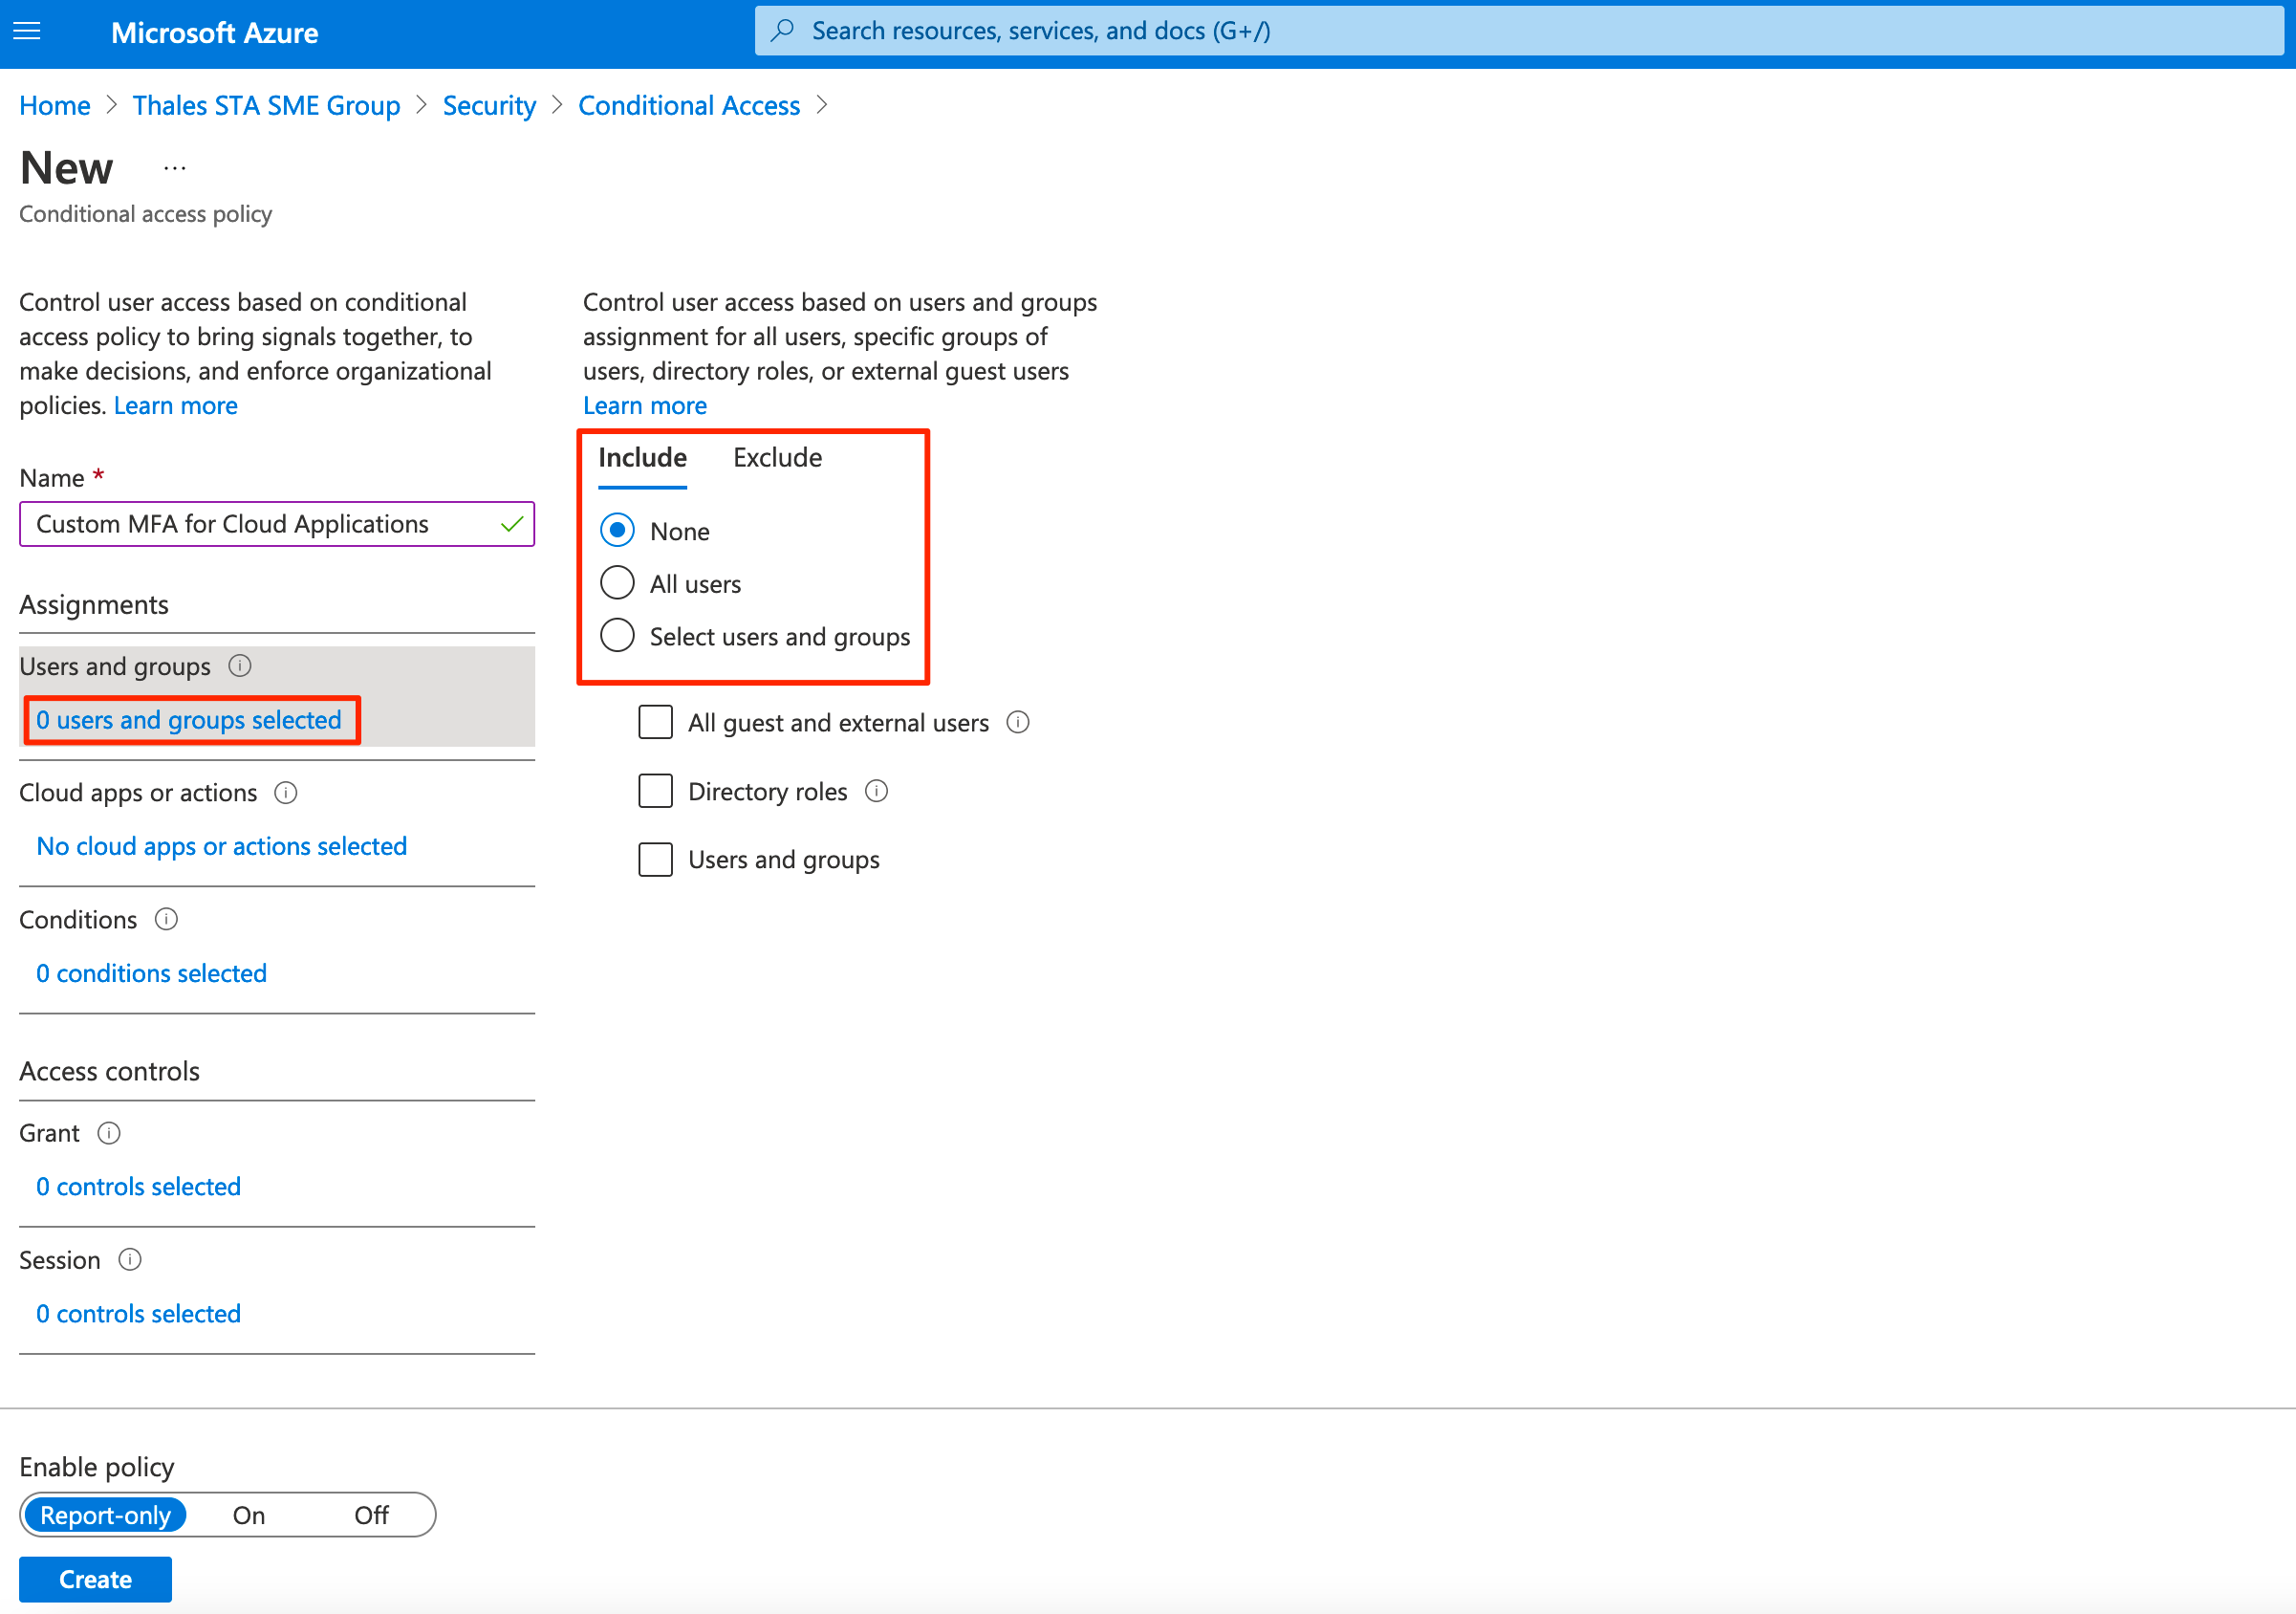 Microsoft Azure
Search resources, services, and docs (G+/)
Home > Thales STA SME Group > Security > Conditional Access >
New ...
Conditional access policy
Control user access based on conditional
access policy to bring signals together, to
make decisions, and enforce organizational
policies. Learn more
Name *
Custom MFA for Cloud Applications
Assignments
Users and groups
0 users and groups selected
Cloud apps or actions
No cloud apps or actions selected
Conditions
0 conditions selected
Access controls
Grant
0 controls selected
Session
0 controls selected
Control user access based on users and groups
assignment for all users, specific groups of
users, directory roles, or external guest users
Learn more
Include Exclude
None
All users
Select users and groups
All guest and external users
Directory roles
Users and groups
Enable policy
Report-only On Off
Create